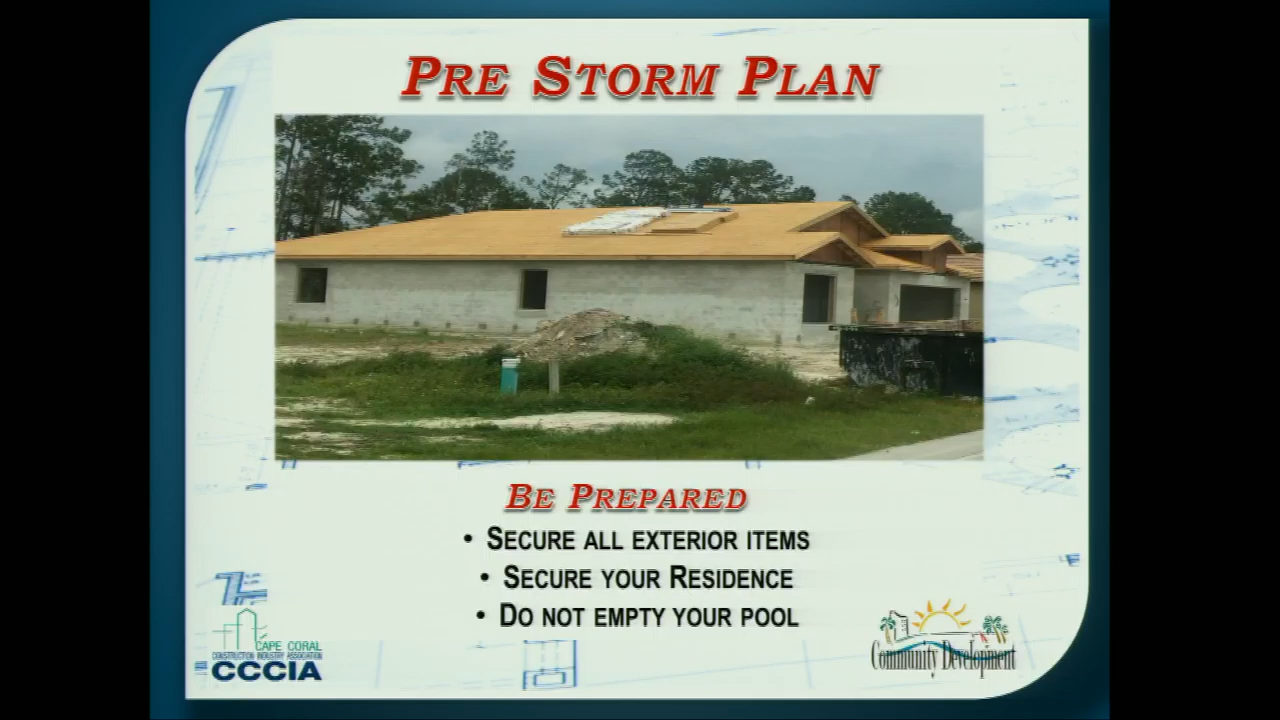 PRE STORM PLAN
BE PREPARED
• SECURE ALL EXTERIOR ITEMS
• SECURE YOUR RESIDENCE
• DO NOT EMPTY YOUR POOL
CAPE CORAL
CONSTRUCTION INDUSTRY ASSOCIATION
CCCIA
Community Development